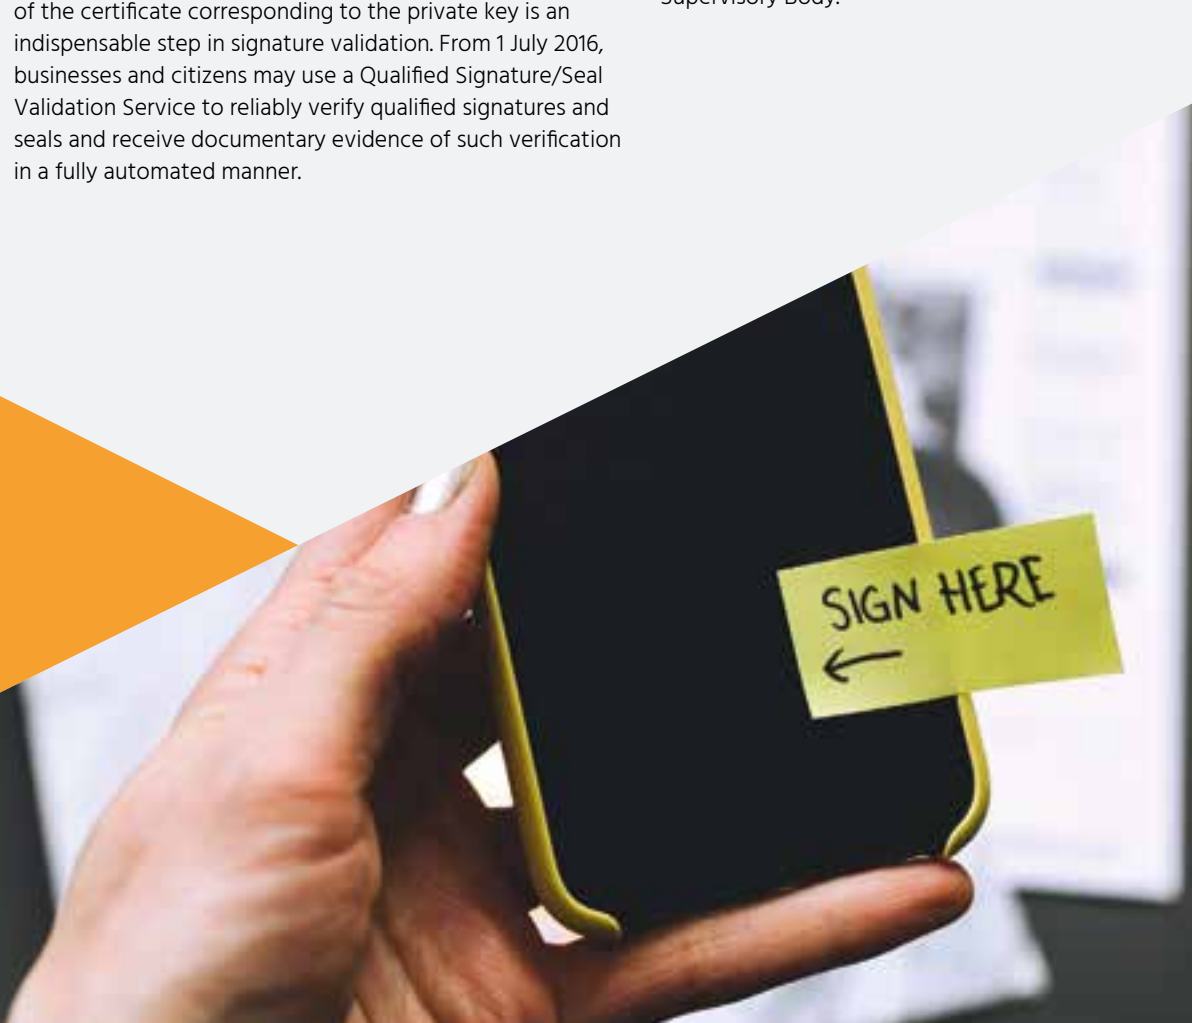 of the certificate corresponding to the private key is an
indispensable step in signature validation. From 1 July 2016,
businesses and citizens may use a Qualified Signature/Seal
Validation Service to reliably verify qualified signatures and
seals and receive documentary evidence of such verification
in a fully automated manner.
Supervisory Body.
SIGN HERE